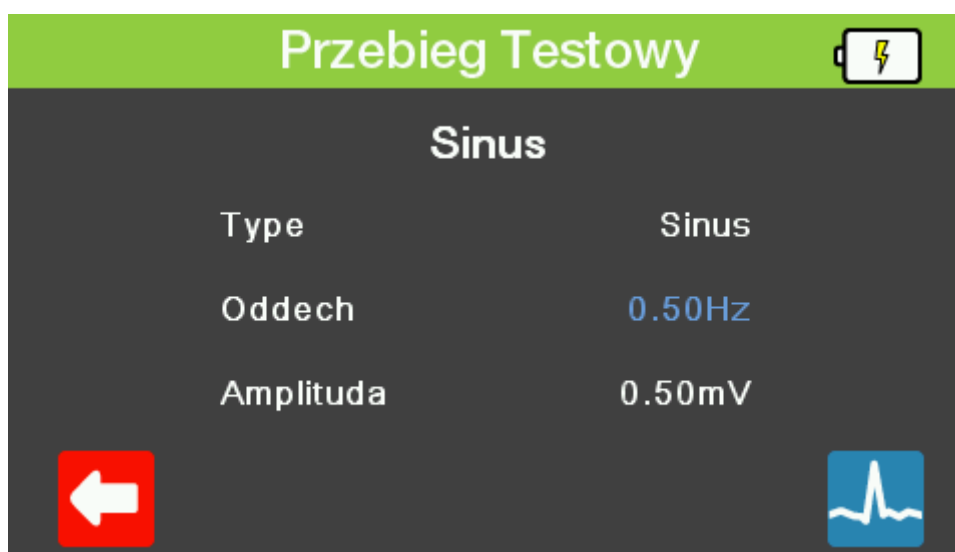 Przebieg Testowy
Sinus
Type Sinus
Oddech 0.50Hz
Amplituda 0.50mV